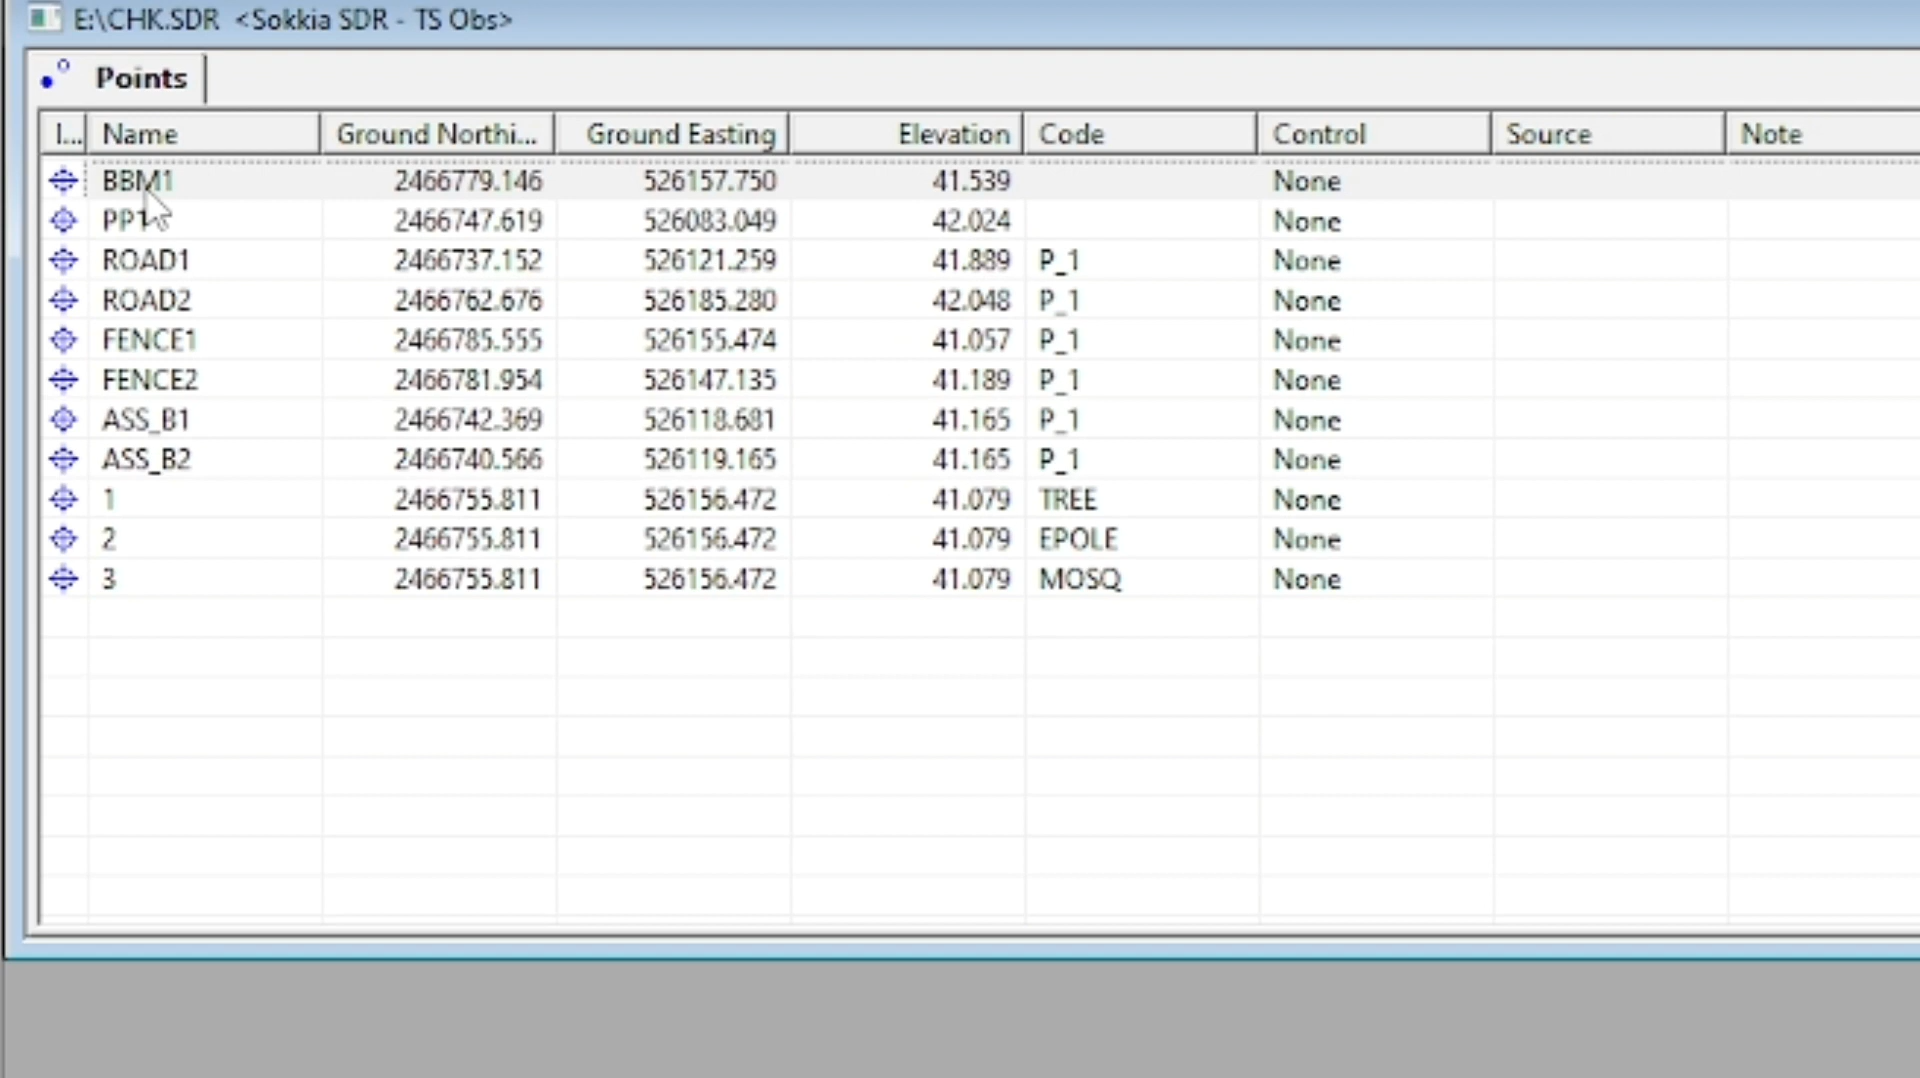 E:\CHK.SDR <Sokkia SDR - TS Obs>
Points
I... Name Ground Northi... Ground Easting Elevation Code Control Source Note
BBM1 2466779.146 526157.750 41.539 None
PP1 2466747.619 526083.049 42.024 None
ROAD1 2466737.152 526121.259 41.889 P_1 None
ROAD2 2466762.676 526185.280 42.048 P_1 None
FENCE1 2466785.555 526155.474 41.057 P_1 None
FENCE2 2466781.954 526147.135 41.189 P_1 None
ASS_B1 2466742.369 526118.681 41.165 P_1 None
ASS_B2 2466740.566 526119.165 41.165 P_1 None
1 2466755.811 526156.472 41.079 TREE None
2 2466755.811 526156.472 41.079 EPOLE None
3 2466755.811 526156.472 41.079 MOSQ None